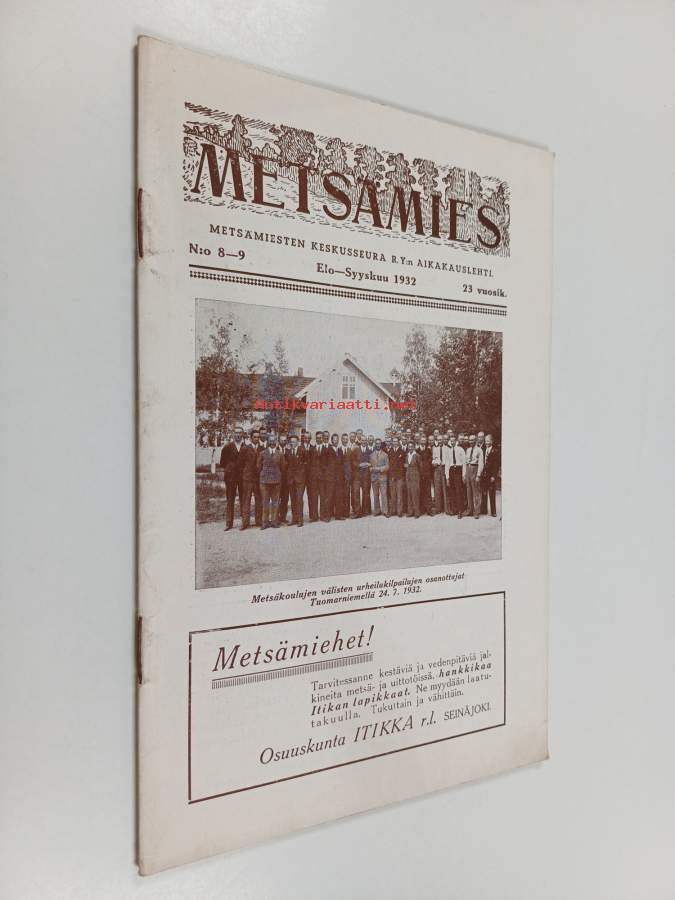 METSÄMIES
METSÄMIESTEN KESKUSSEURA R.Y:n AIKAKAUSLEHTI.
N:o 8—9 Elo—Syyskuu 1932 23 vuosik.
Antikvariaatti.net
Metsäkoulujen välisten urheilukilpailujen osanottajat
Tuomarniemellä 24. 7. 1932.
Metsämiehet!
Tarvitessanne kestäviä ja vedenpitäviä jal-
kineita metsä- ja uittotöissä, hankkikaa
Itikan lapikkaat. Ne myydään laatu-
takuulla. Tukuttain ja vähittäin.
Osuuskunta ITIKKA r.l. SEINÄJOKI.